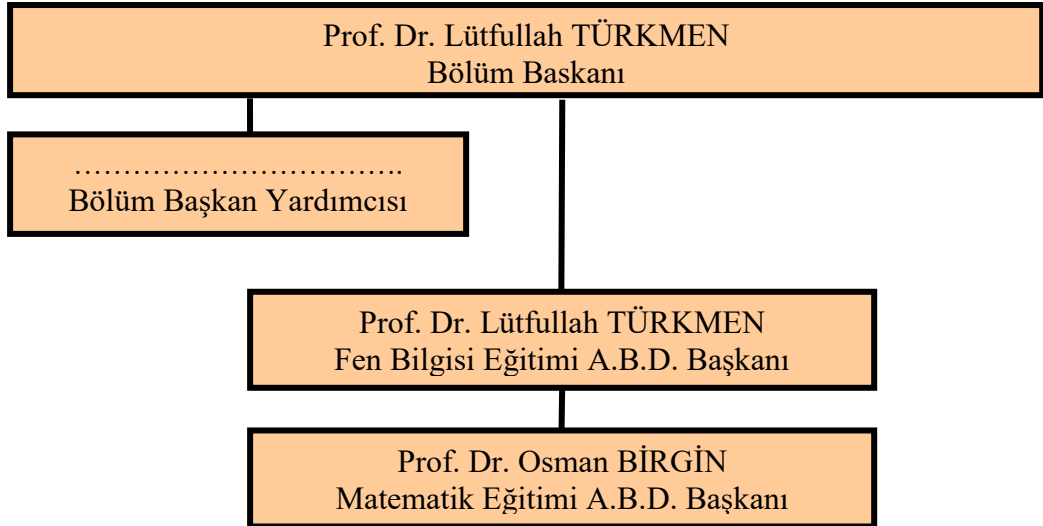 Prof. Dr. Lütfullah TÜRKMEN
Bölüm Baskanı
……………………………..
Bölüm Başkan Yardımcısı
Prof. Dr. Lütfullah TÜRKMEN
Fen Bilgisi Eğitimi A.B.D. Başkanı
Prof. Dr. Osman BİRGİN
Matematik Eğitimi A.B.D. Başkanı